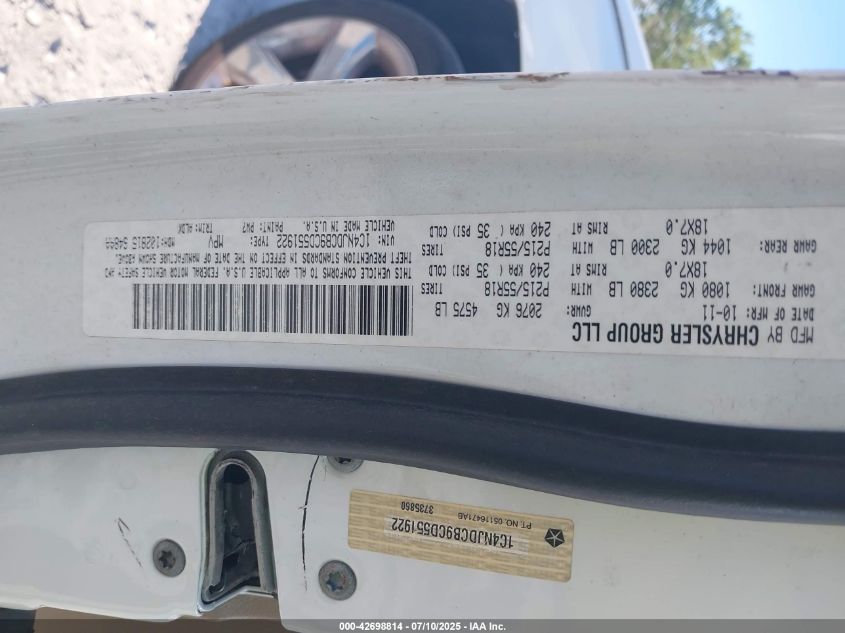 MFD BY CHRYSLER GROUP LLC
DATE OF MFR: 10-11 GVWR: 2076 KG 4575 LB
GAWR FRONT: 1080 KG 2380 LB WITH P215/55R18 TIRES
18X7.0 RIMS AT 240 KPA ( 35 PSI) COLD
GAWR REAR: 1044 KG 2300 LB WITH P215/55R18 TIRES
18X7.0 RIMS AT 240 KPA ( 35 PSI) COLD
THIS VEHICLE CONFORMS TO ALL APPLICABLE U.S.A. FEDERAL MOTOR VEHICLE SAFETY AND
THEFT PREVENTION STANDARDS IN EFFECT ON THE DATE OF MANUFACTURE SHOWN ABOVE.
VIN: 1C4NJDCB9CD551922 TYPE: MPV MDH:102815
VEHICLE MADE IN U.S.A. PAINT: PW7 TRIM: ALDX
1C4NJDCB9CD551922
PT. NO. 05116471AB
3735850
000-42698814 / 07/10/2025 - IAA Inc.